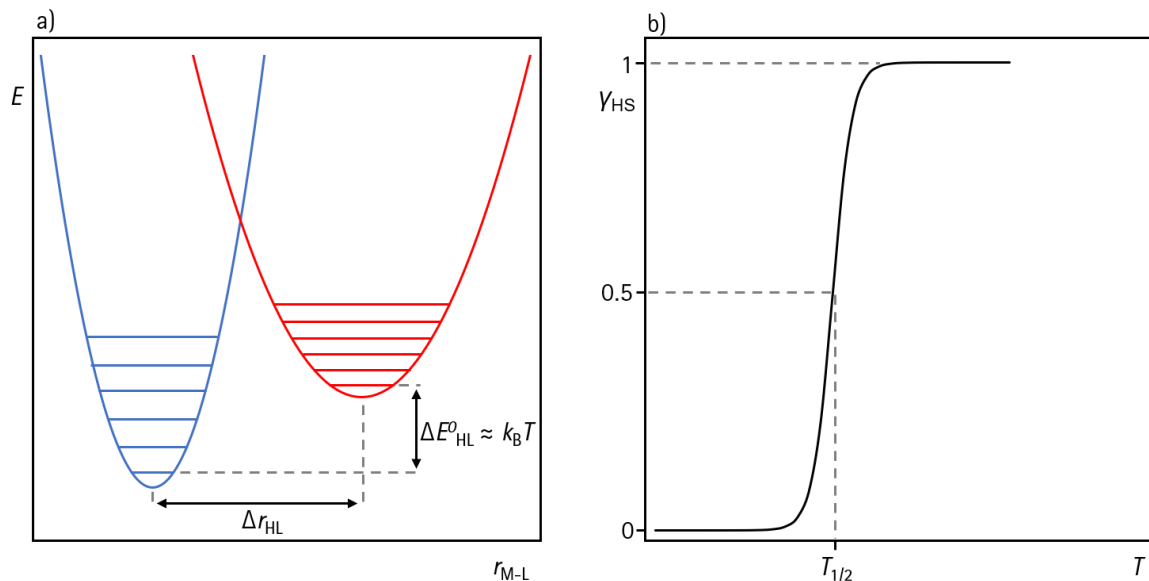 a)
E
ΔE⁰HL ≈ kBT
ΔrHL
rM-L
b)
1
γHS
0.5
0
T1/2
T